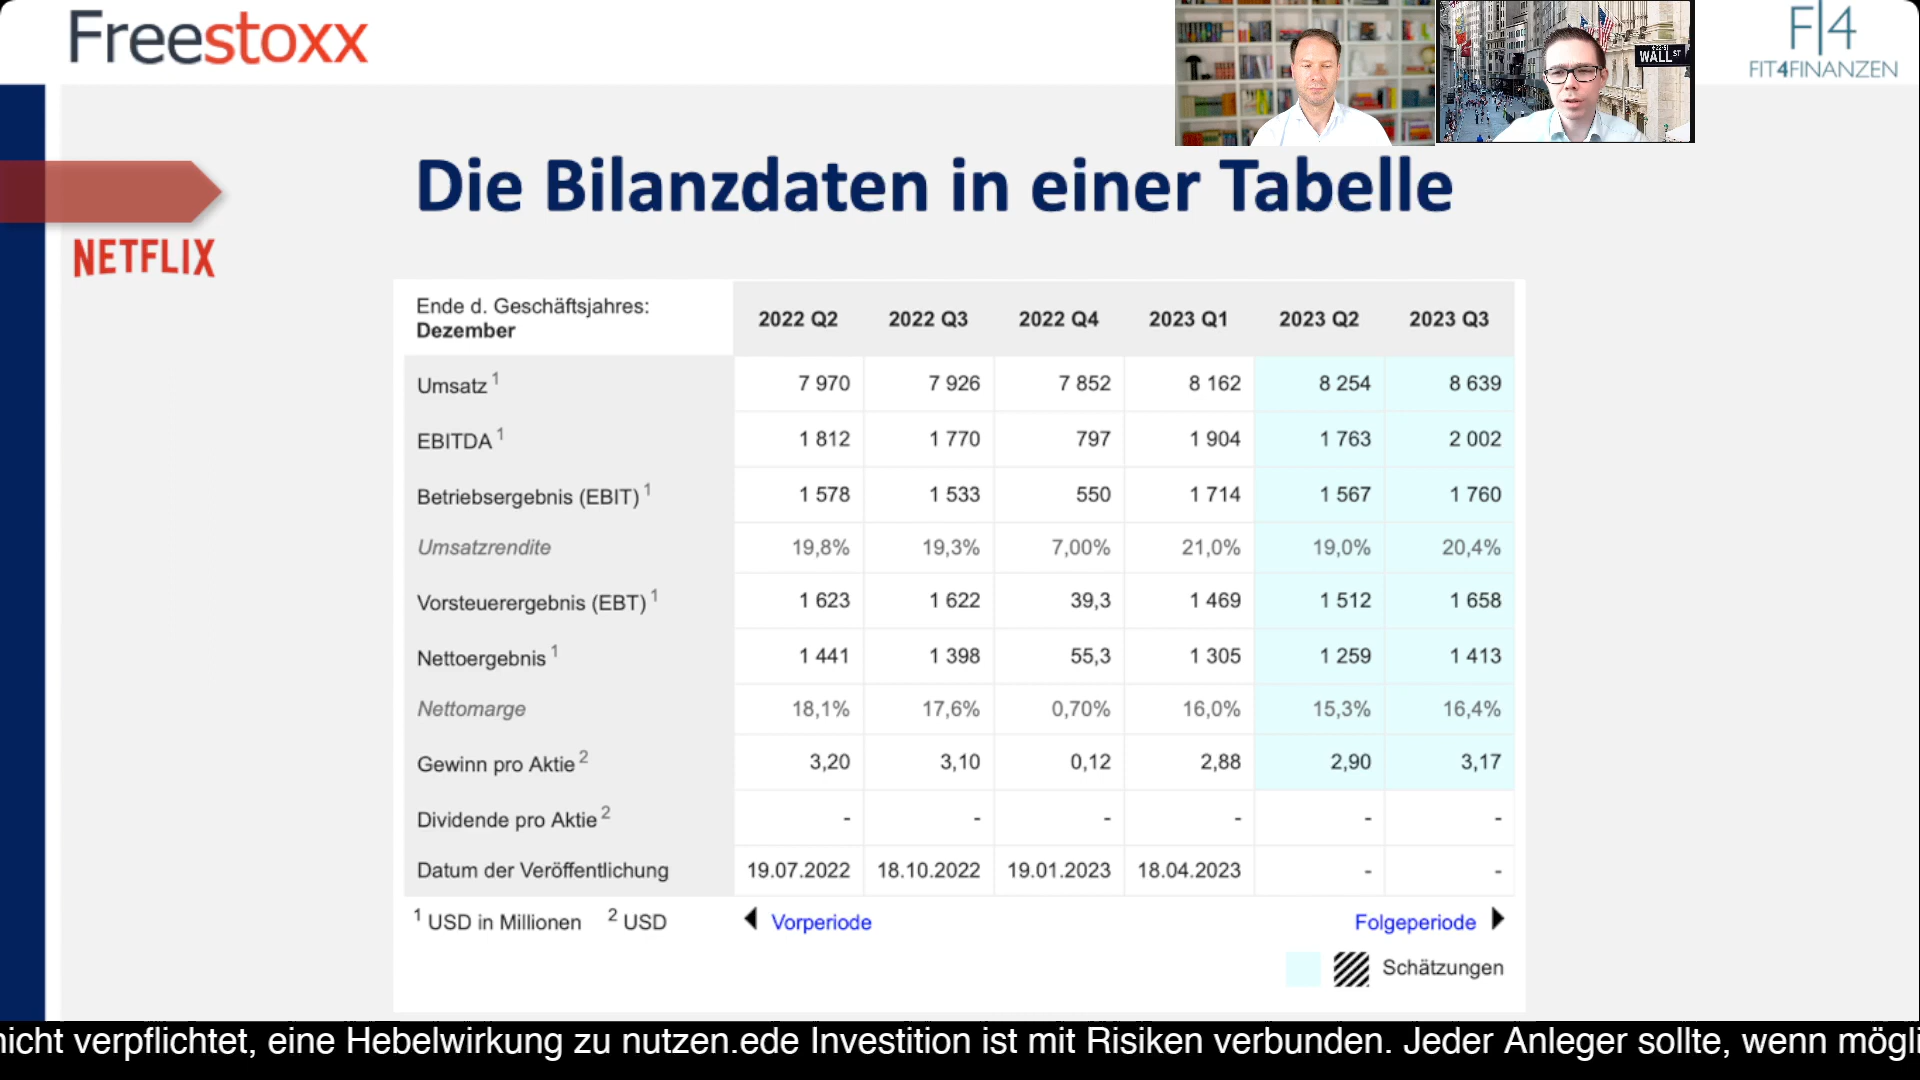 Freestoxx
WALL ST
F|4
FIT4FINANZEN
NETFLIX
Die Bilanzdaten in einer Tabelle
Ende d. Geschäftsjahres:
Dezember
2022 Q2 2022 Q3 2022 Q4 2023 Q1 2023 Q2 2023 Q3
Umsatz 1 7 970 7 926 7 852 8 162 8 254 8 639
EBITDA 1 1 812 1 770 797 1 904 1 763 2 002
Betriebsergebnis (EBIT) 1 1 578 1 533 550 1 714 1 567 1 760
Umsatzrendite 19,8% 19,3% 7,00% 21,0% 19,0% 20,4%
Vorsteuerergebnis (EBT) 1 1 623 1 622 39,3 1 469 1 512 1 658
Nettoergebnis 1 1 441 1 398 55,3 1 305 1 259 1 413
Nettomarge 18,1% 17,6% 0,70% 16,0% 15,3% 16,4%
Gewinn pro Aktie 2 3,20 3,10 0,12 2,88 2,90 3,17
Dividende pro Aktie 2 - - - - - -
Datum der Veröffentlichung 19.07.2022 18.10.2022 19.01.2023 18.04.2023 - -
1 USD in Millionen 2 USD Vorperiode Folgeperiode
Schätzungen
nicht verpflichtet, eine Hebelwirkung zu nutzen.ede Investition ist mit Risiken verbunden. Jeder Anleger sollte, wenn mögli